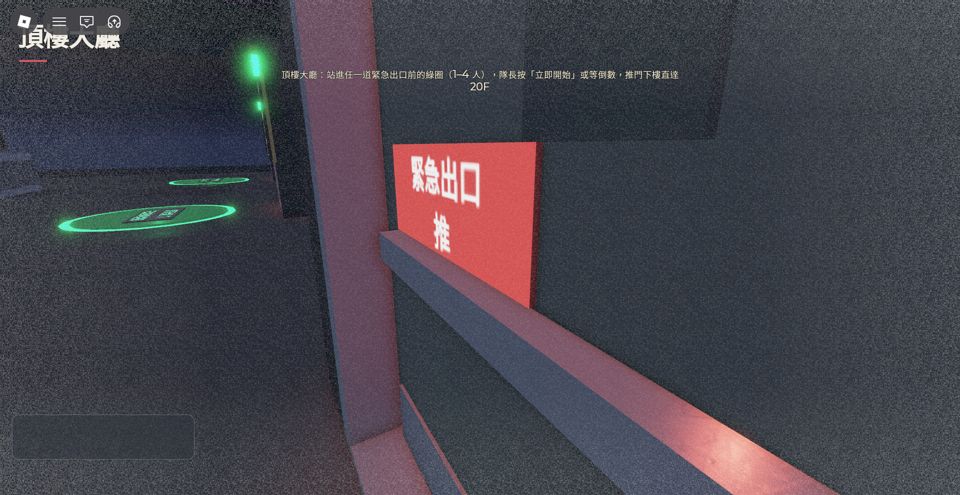 頂樓大廳
頂樓大廳：站進任一道緊急出口前的綠圈（1–4 人），隊長按「立即開始」或等倒數，推門下樓直達
20F
緊急出口
推